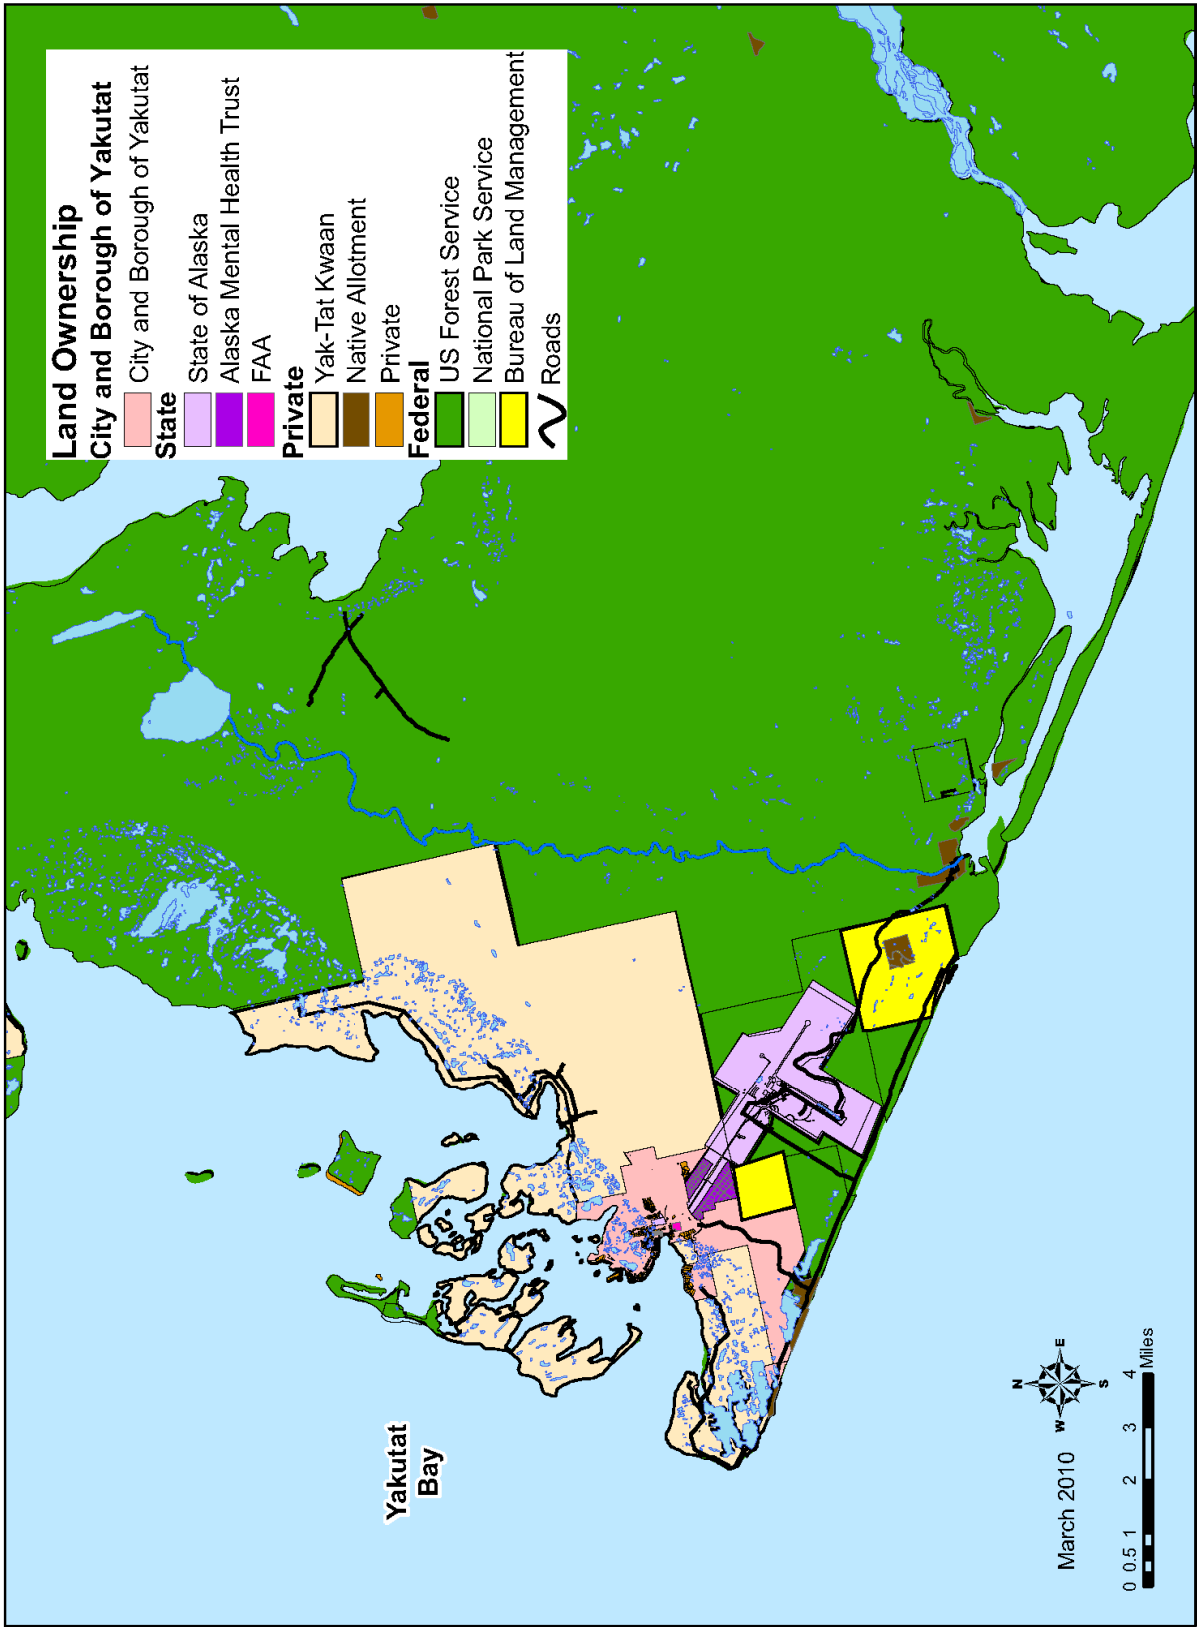 Land Ownership
City and Borough of Yakutat
City and Borough of Yakutat
State
State of Alaska
Alaska Mental Health Trust
FAA
Private
Yak-Tat Kwaan
Native Allotment
Private
Federal
US Forest Service
National Park Service
Bureau of Land Management
Roads
Yakutat
Bay
March 2010
N
W
E
S
0 0.5 1 2 3 4
Miles